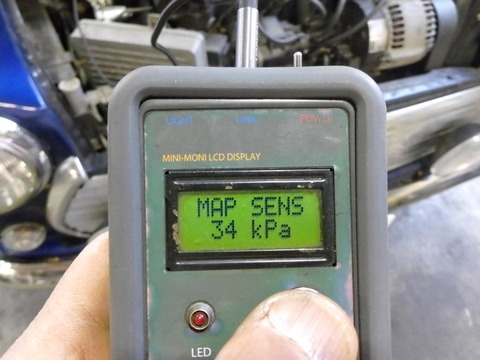 LIGHT LINK POWER
MINI-MONI LCD DISPLAY
MAP SENS
34 kPa
LED